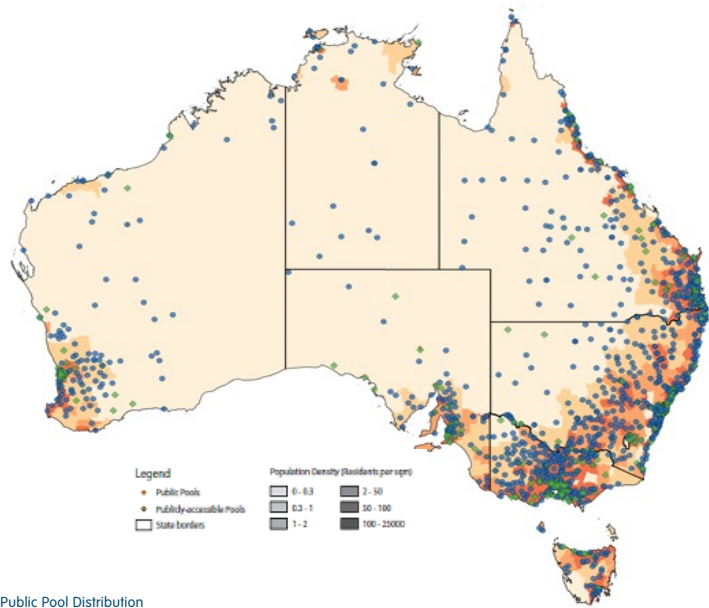 Legend
Public Pools
Publicly-accessible Pools
State borders
Population Density (Residents per sqm)
0 - 0.3
0.3 - 1
1 - 2
2 - 50
50 - 100
100 - 25000
Public Pool Distribution